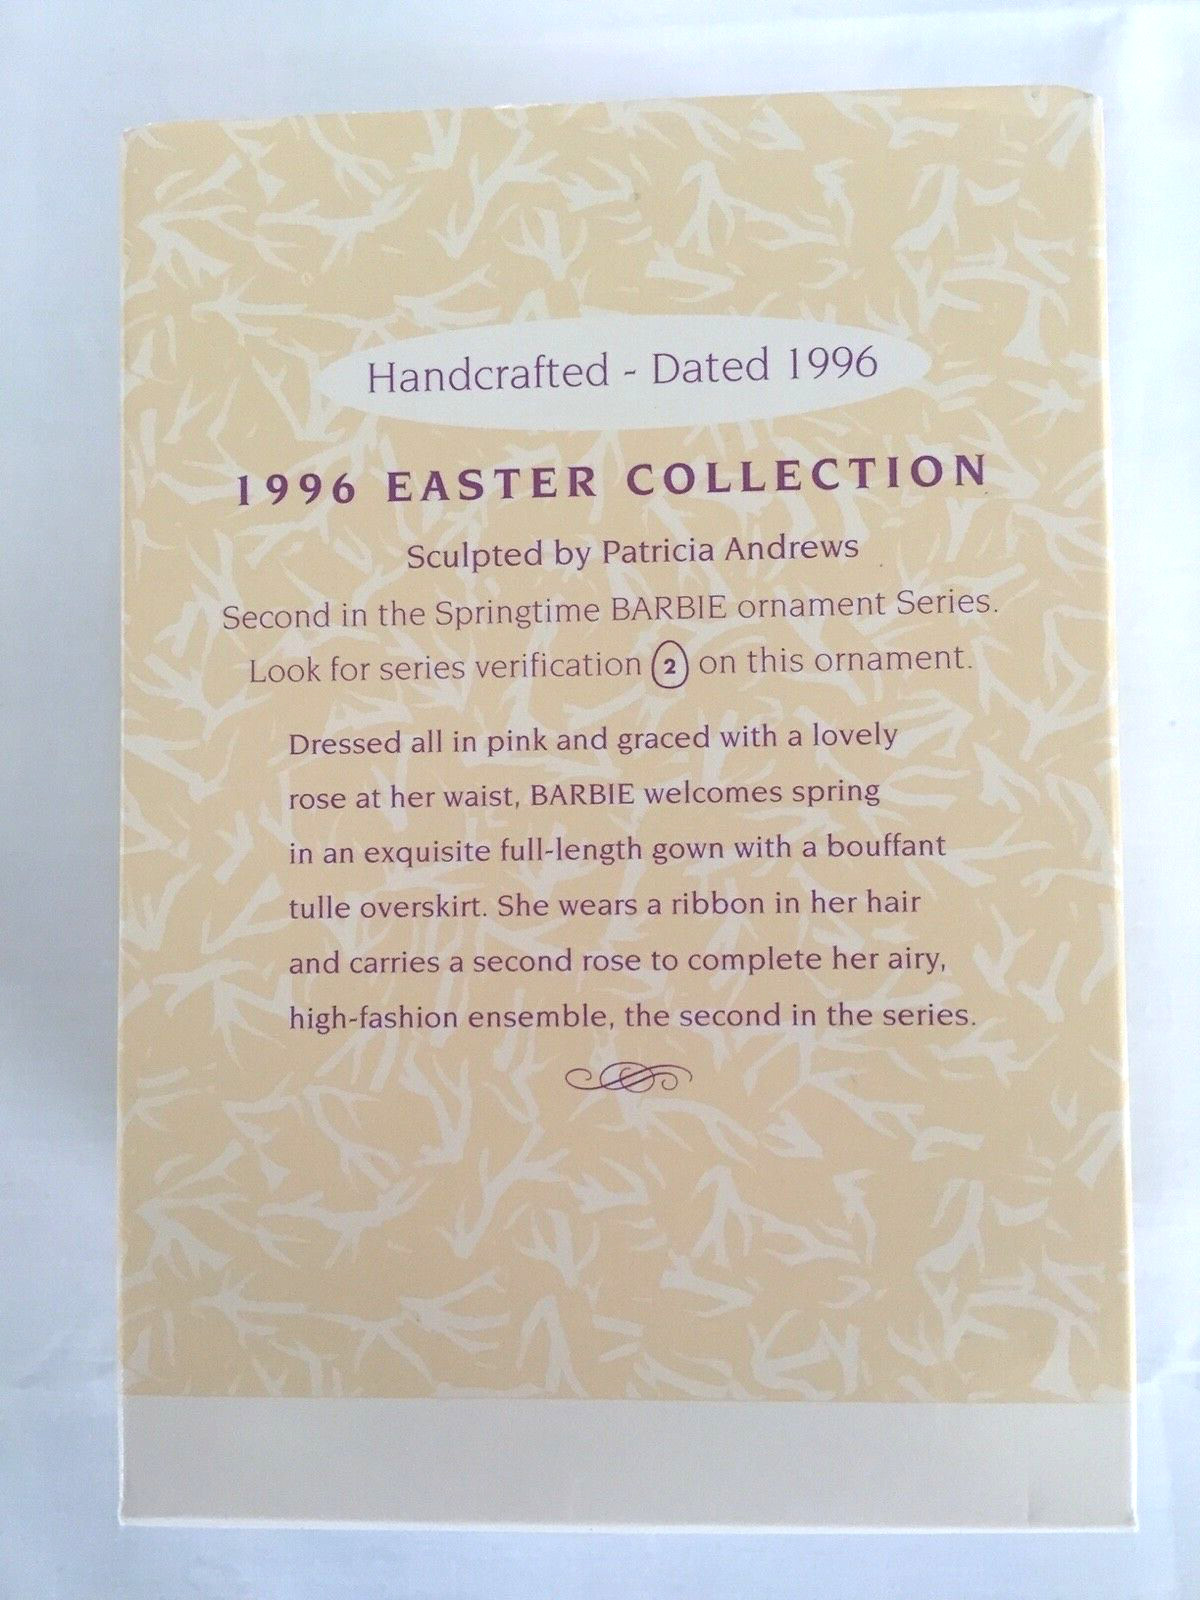 Handcrafted - Dated 1996
1996 EASTER COLLECTION
Sculpted by Patricia Andrews
Second in the Springtime BARBIE ornament Series.
Look for series verification 2 on this ornament.
Dressed all in pink and graced with a lovely
rose at her waist, BARBIE welcomes spring
in an exquisite full-length gown with a bouffant
tulle overskirt. She wears a ribbon in her hair
and carries a second rose to complete her airy,
high-fashion ensemble, the second in the series.